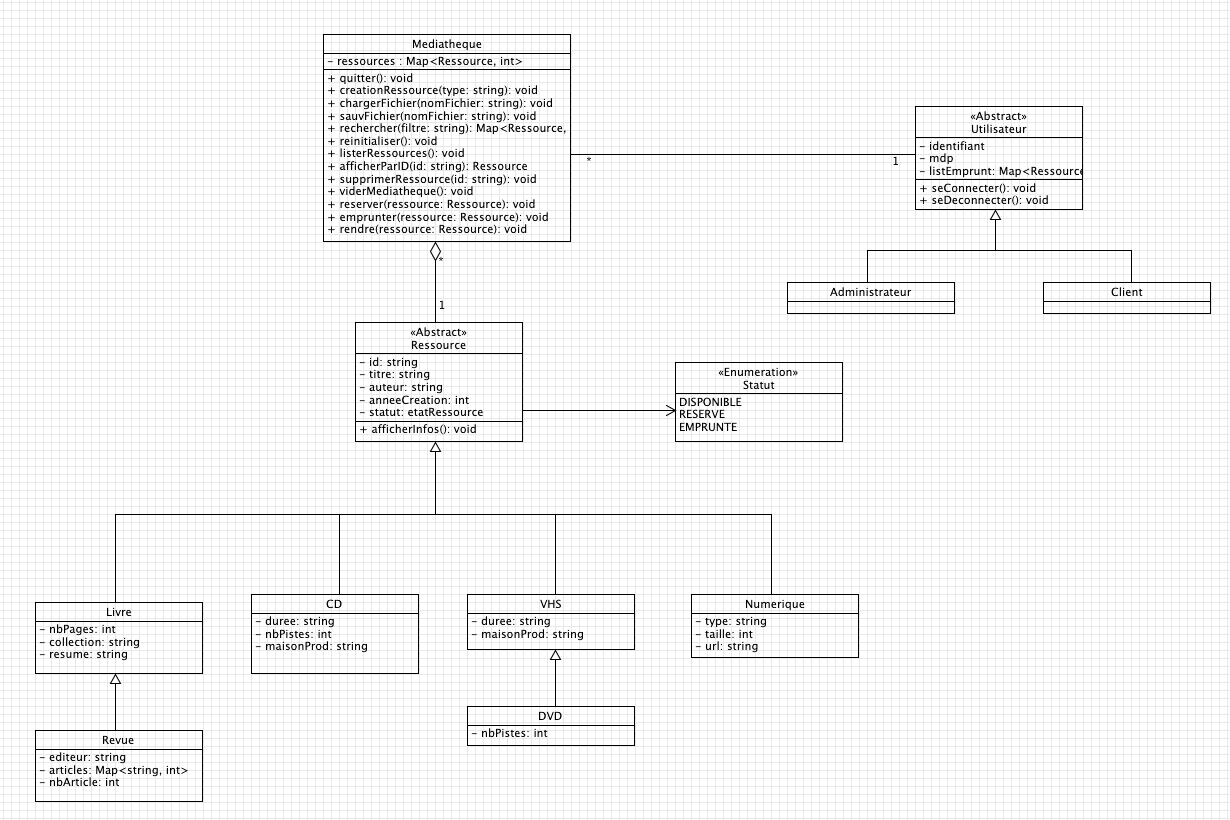 Mediatheque
- ressources : Map<Ressource, int>
+ quitter(): void
+ creationRessource(type: string): void
+ chargerFichier(nomFichier: string): void
+ sauvFichier(nomFichier: string): void
+ rechercher(filtre: string): Map<Ressource,
+ reinitialiser(): void
+ listerRessources(): void
+ afficherParID(id: string): Ressource
+ supprimerRessource(id: string): void
+ viderMediatheque(): void
+ reserver(ressource: Ressource): void
+ emprunter(ressource: Ressource): void
+ rendre(ressource: Ressource): void
*
1
«Abstract»
Utilisateur
- identifiant
- mdp
- listEmprunt: Map<Ressource
+ seConnecter(): void
+ seDeconnecter(): void
Administrateur
Client
*
1
«Abstract»
Ressource
- id: string
- titre: string
- auteur: string
- anneeCreation: int
- statut: etatRessource
+ afficherInfos(): void
«Enumeration»
Statut
DISPONIBLE
RESERVE
EMPRUNTE
Livre
- nbPages: int
- collection: string
- resume: string
CD
- duree: string
- nbPistes: int
- maisonProd: string
VHS
- duree: string
- maisonProd: string
Numerique
- type: string
- taille: int
- url: string
Revue
- editeur: string
- articles: Map<string, int>
- nbArticle: int
DVD
- nbPistes: int